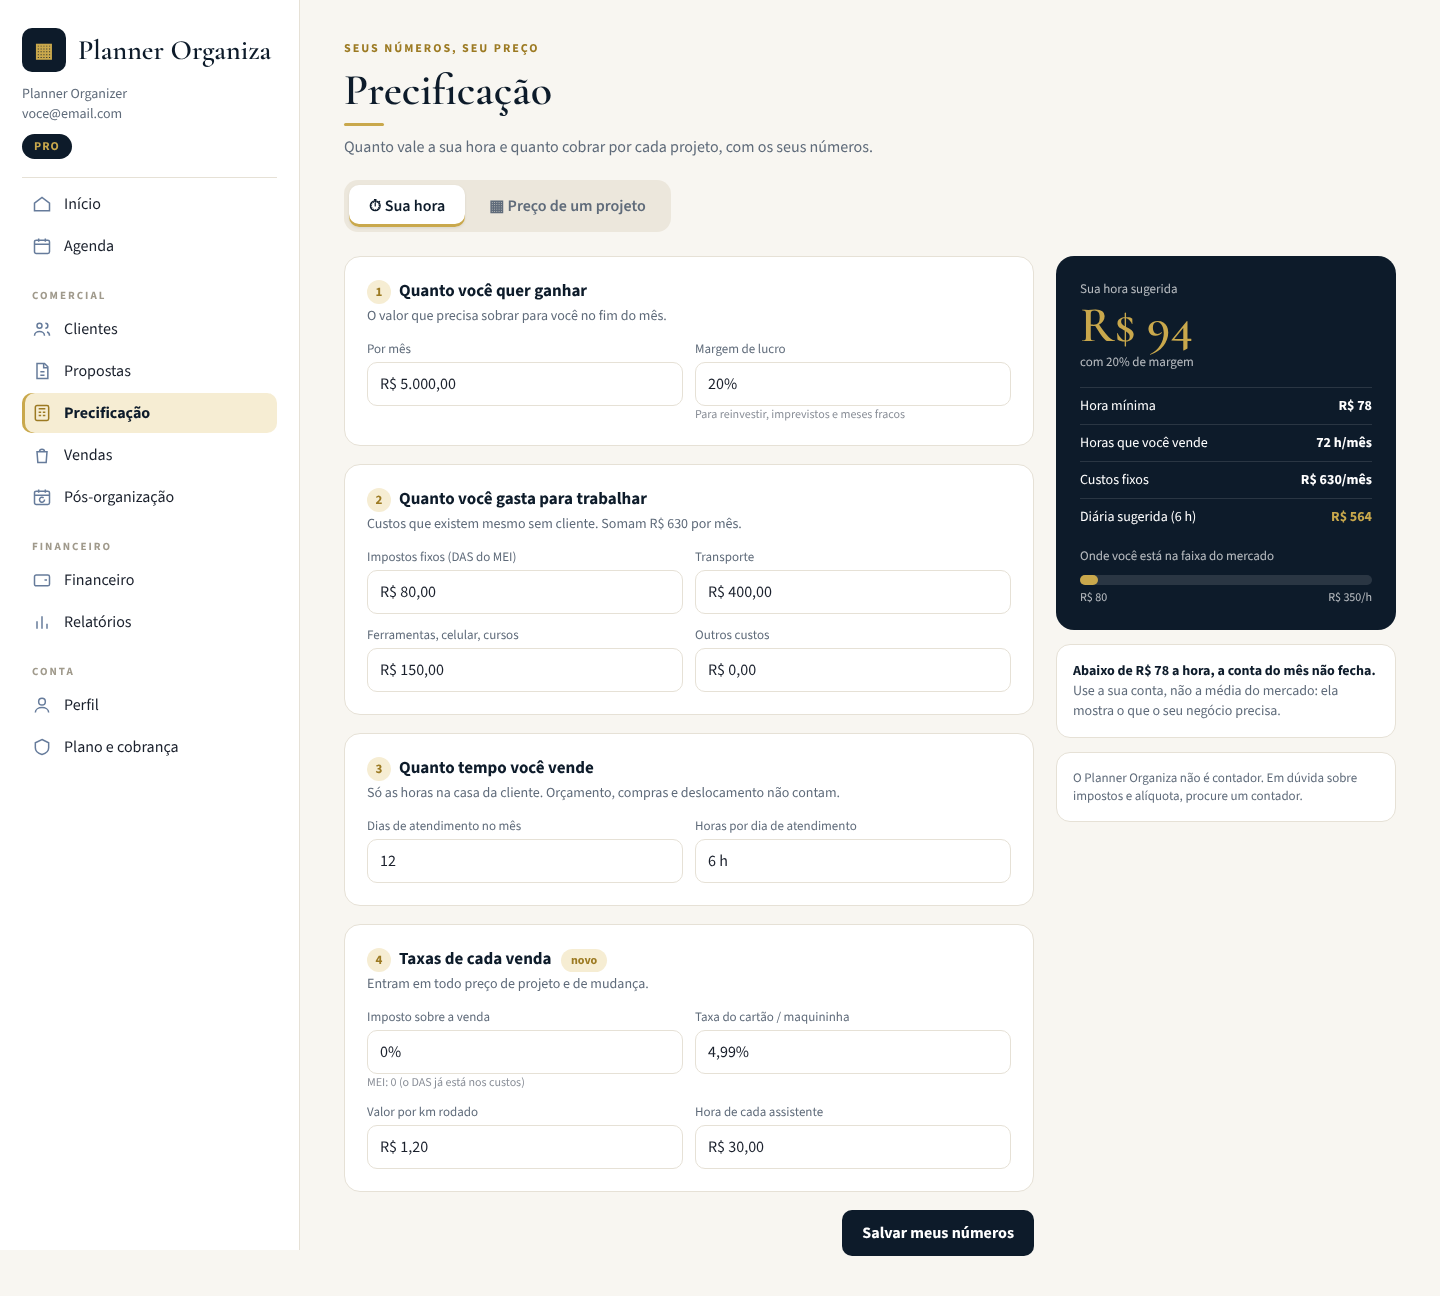 Planner Organiza
Planner Organizer
voce@email.com
PRO
Início
Agenda
COMERCIAL
Clientes
Propostas
Precificação
Vendas
Pós-organização
FINANCEIRO
Financeiro
Relatórios
CONTA
Perfil
Plano e cobrança
SEUS NÚMEROS, SEU PREÇO
Precificação
Quanto vale a sua hora e quanto cobrar por cada projeto, com os seus números.
Sua hora
Preço de um projeto
1 Quanto você quer ganhar
O valor que precisa sobrar para você no fim do mês.
Por mês
R$ 5.000,00
Margem de lucro
20%
Para reinvestir, imprevistos e meses fracos
2 Quanto você gasta para trabalhar
Custos que existem mesmo sem cliente. Somam R$ 630 por mês.
Impostos fixos (DAS do MEI)
R$ 80,00
Transporte
R$ 400,00
Ferramentas, celular, cursos
R$ 150,00
Outros custos
R$ 0,00
3 Quanto tempo você vende
Só as horas na casa da cliente. Orçamento, compras e deslocamento não contam.
Dias de atendimento no mês
12
Horas por dia de atendimento
6 h
4 Taxas de cada venda novo
Entram em todo preço de projeto e de mudança.
Imposto sobre a venda
0%
MEI: 0 (o DAS já está nos custos)
Taxa do cartão / maquininha
4,99%
Valor por km rodado
R$ 1,20
Hora de cada assistente
R$ 30,00
Salvar meus números
Sua hora sugerida
R$ 94
com 20% de margem
Hora mínima R$ 78
Horas que você vende 72 h/mês
Custos fixos R$ 630/mês
Diária sugerida (6 h) R$ 564
Onde você está na faixa do mercado
R$ 80 R$ 350/h
Abaixo de R$ 78 a hora, a conta do mês não fecha.
Use a sua conta, não a média do mercado: ela
mostra o que o seu negócio precisa.
O Planner Organiza não é contador. Em dúvida sobre
impostos e alíquota, procure um contador.